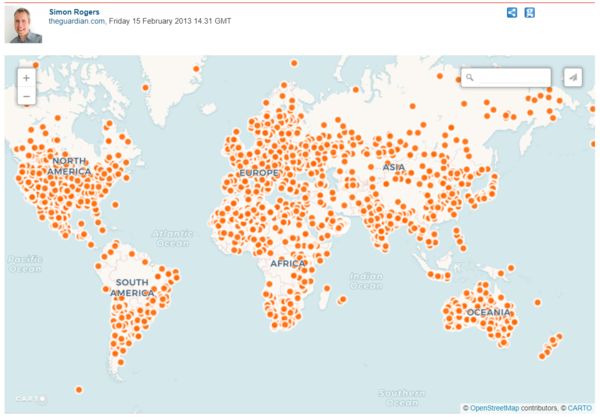 Simon Rogers
theguardian.com, Friday 15 February 2013 14.31 GMT
+
−
NORTH
AMERICA
EUROPE
ASIA
Atlantic
Ocean
Pacific
Ocean
AFRICA
Indian
Ocean
SOUTH
AMERICA
OCEANIA
CARTO
Southern
Ocean
© OpenStreetMap contributors, © CARTO